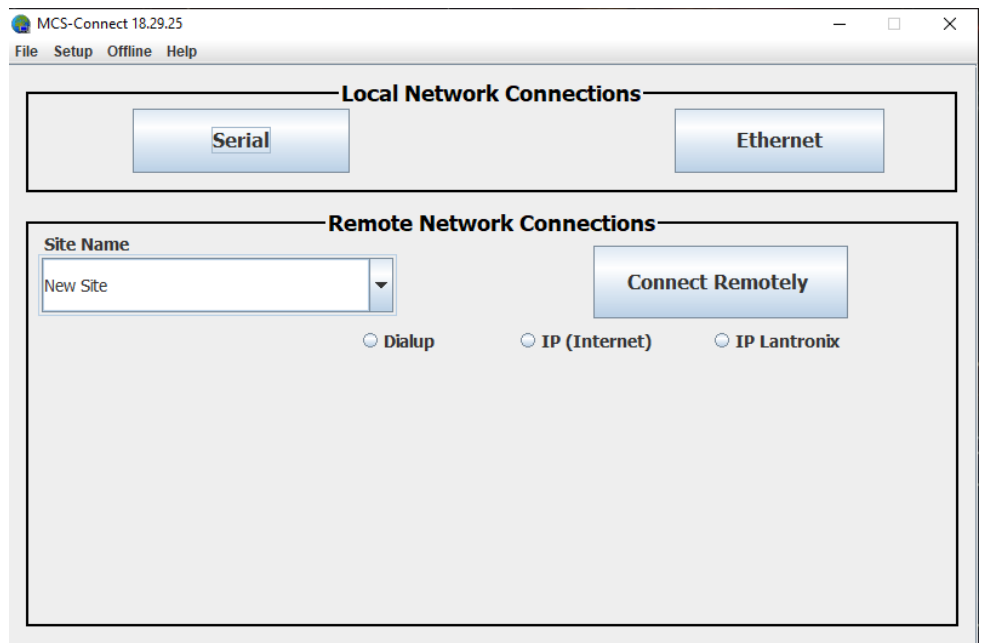 MCS-Connect 18.29.25
File Setup Offline Help
Local Network Connections
Serial Ethernet
Remote Network Connections
Site Name
New Site Connect Remotely
Dialup IP (Internet) IP Lantronix